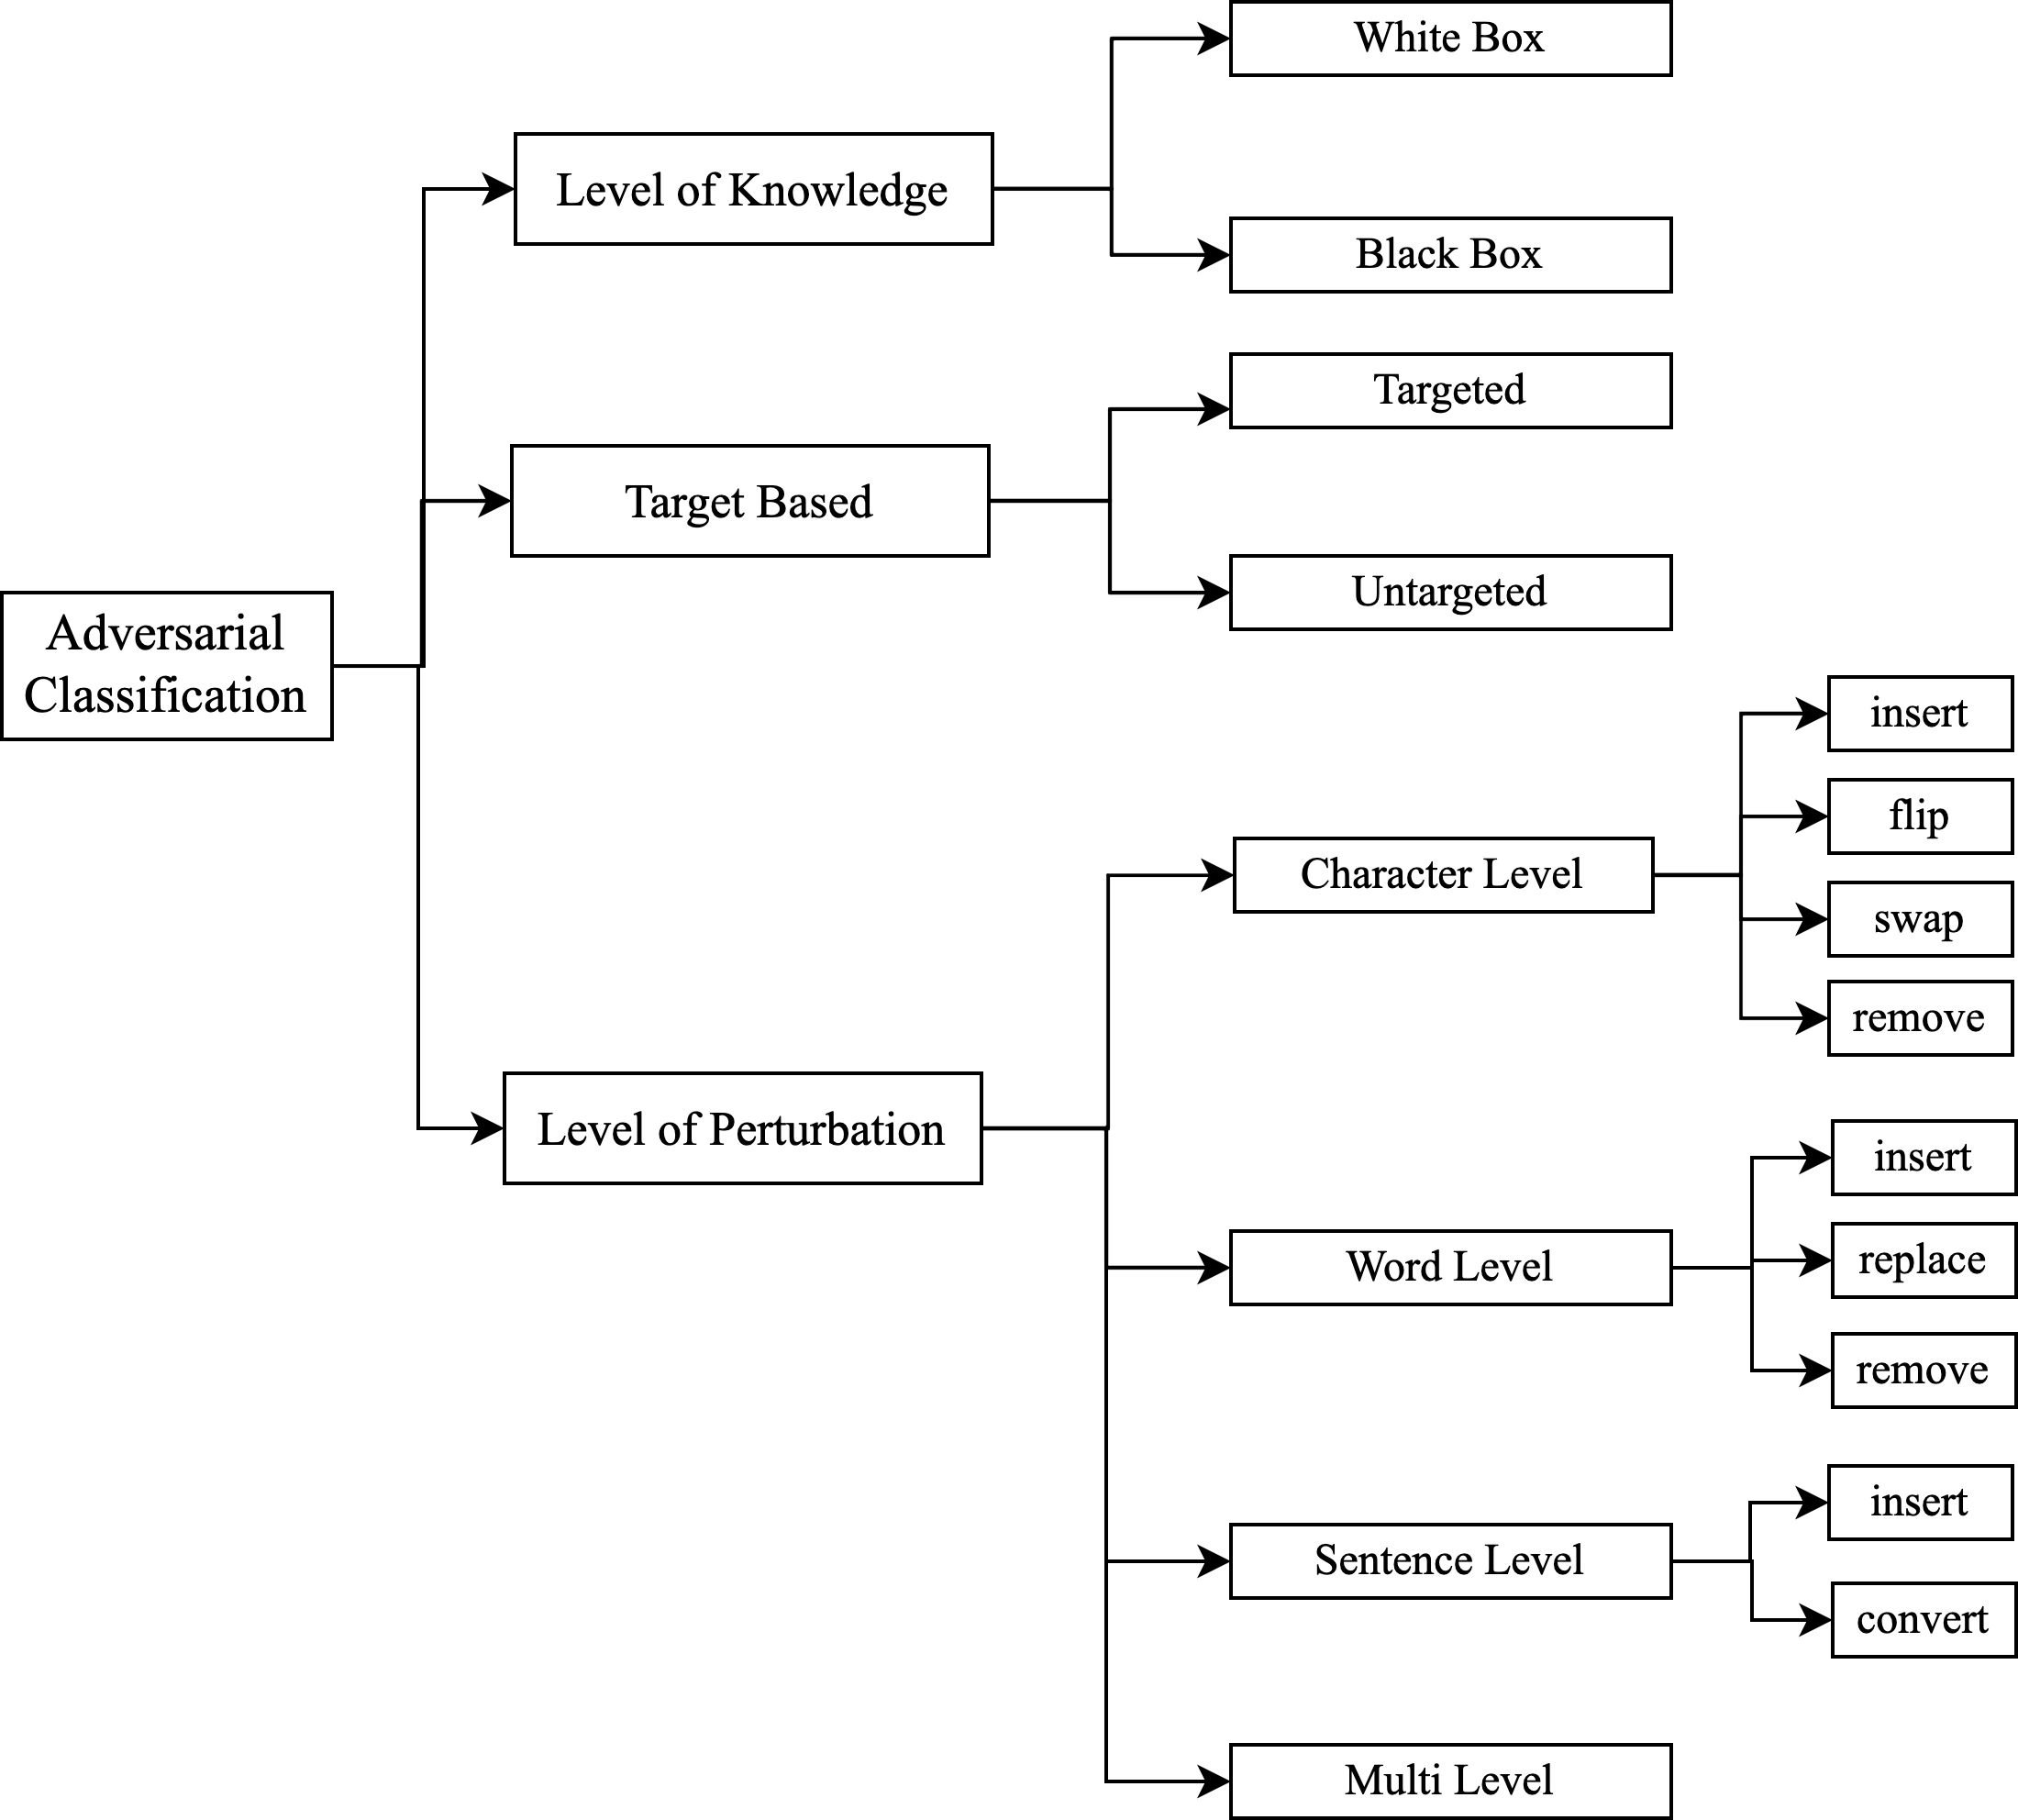 Adversarial
Classification
Level of Knowledge
White Box
Black Box
Target Based
Targeted
Untargeted
Level of Perturbation
Character Level
insert
flip
swap
remove
Word Level
insert
replace
remove
Sentence Level
insert
convert
Multi Level